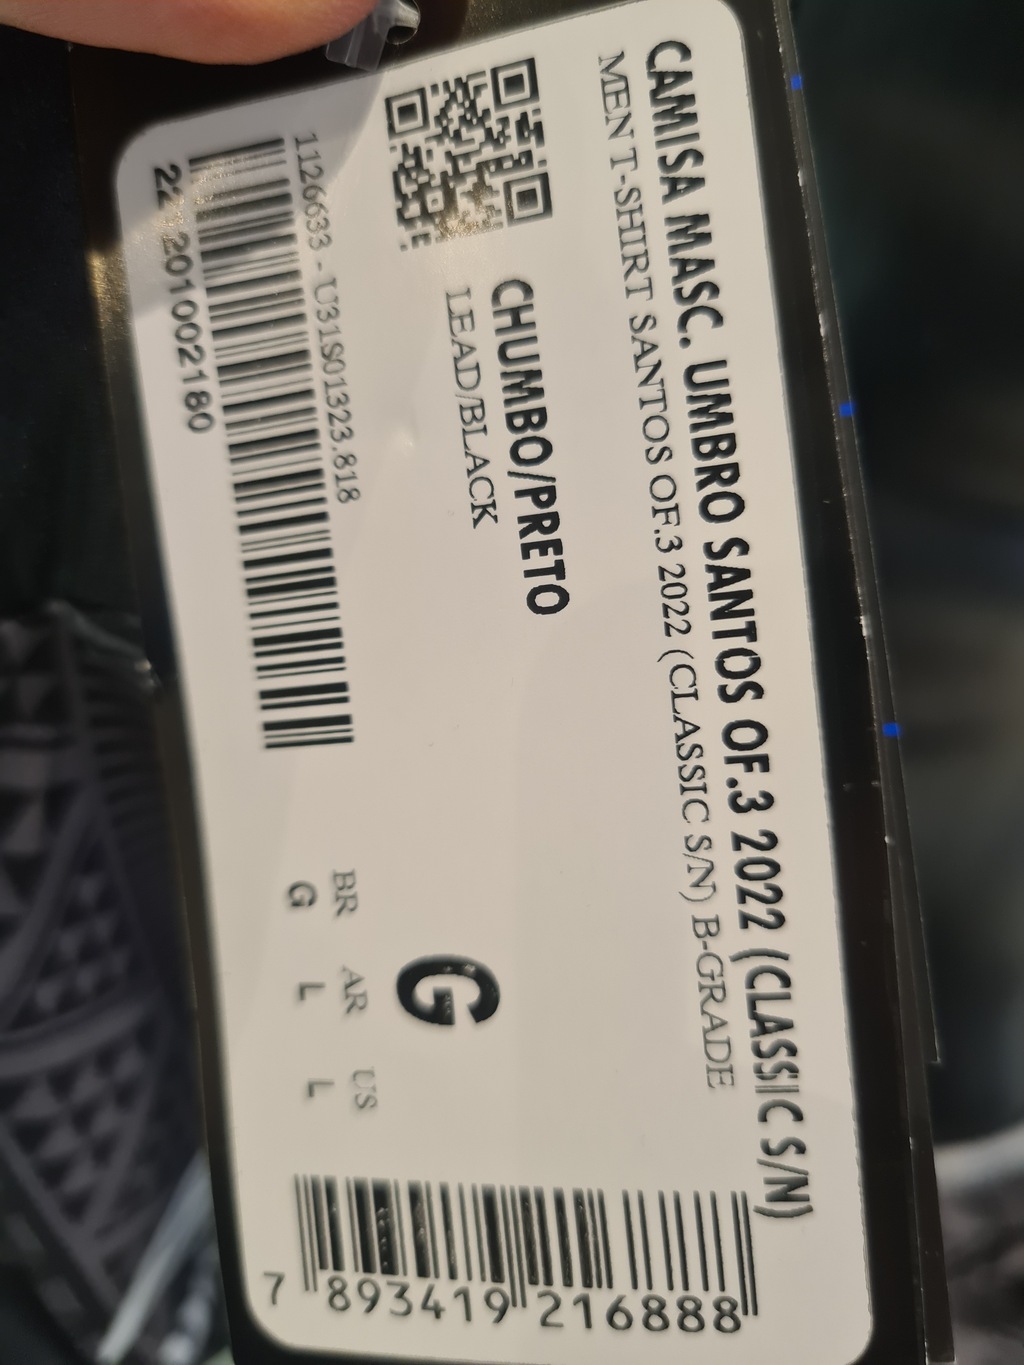 CAMISA MASC. UMBRO SANTOS OF.3 2022 (CLASSIC S/N)
MEN T-SHIRT SANTOS OF.3 2022 (CLASSIC S/N) B-GRADE
CHUMBO/PRETO
LEAD/BLACK
G
BR AR US
G L L
1126633 - U31S01323.818
201002180
7 893419 216888